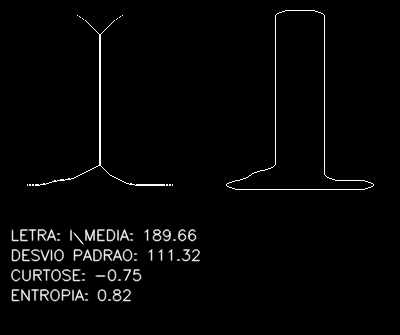 LETRA: I\MEDIA: 189.66
DESVIO PADRAO: 111.32
CURTOSE: -0.75
ENTROPIA: 0.82